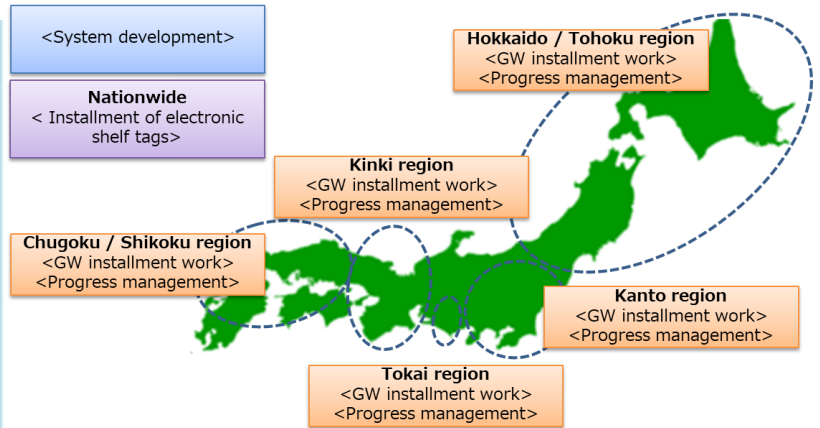 <System development>
Nationwide
< Installment of electronic
shelf tags>
Hokkaido / Tohoku region
<GW installment work>
<Progress management>
Kinki region
<GW installment work>
<Progress management>
Chugoku / Shikoku region
<GW installment work>
<Progress management>
Kanto region
<GW installment work>
<Progress management>
Tokai region
<GW installment work>
<Progress management>